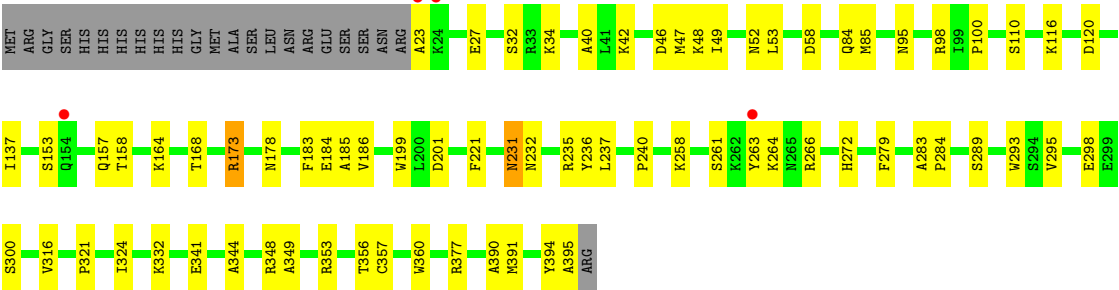 MET ARG GLY SER HIS HIS HIS HIS HIS HIS GLY MET ALA SER LEU ASN ARG GLU SER SER ASN ARG A23 K24 E27 S32 R33 K34 A40 L41 K42 D46 M47 K48 I49 N52 L53 D58 Q84 M85 N95 R98 I99 P100 S110 K116 D120
I137 S153 Q154 Q157 T158 K164 T168 R173 N178 F183 E184 A185 V186 W199 L200 D201 F221 N231 N232 R235 Y236 L237 P240 K258 S261 K262 Y263 K264 N265 R266 H272 F279 A283 P284 S289 W293 S294 V295 E298 E299
S300 V316 P321 I324 K332 E341 A344 R348 A349 R353 T356 C357 W360 R377 A390 M391 Y394 A395 ARG